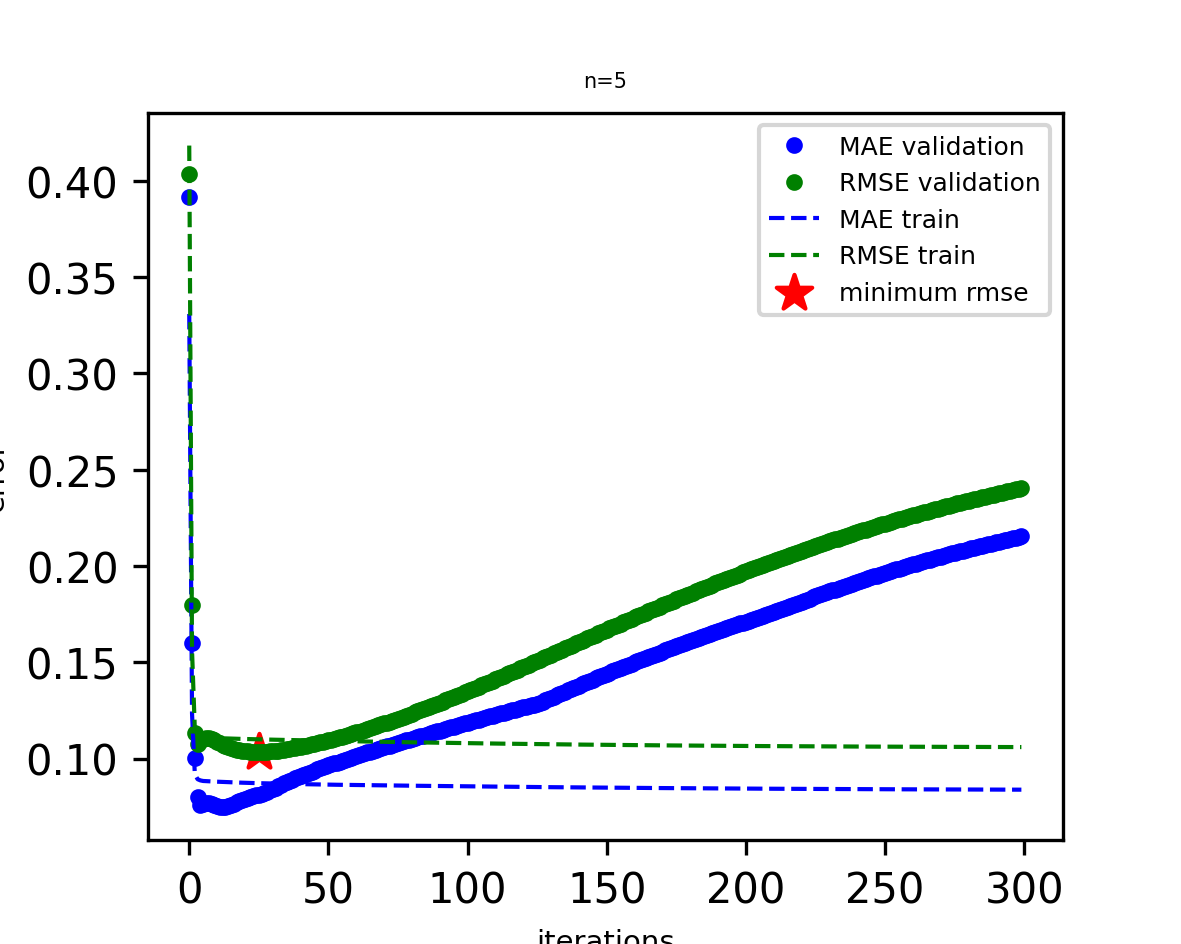 n=5
MAE validation
RMSE validation
MAE train
RMSE train
minimum rmse
0.40
0.35
0.30
0.25
0.20
0.15
0.10
0 50 100 150 200 250 300
iterations